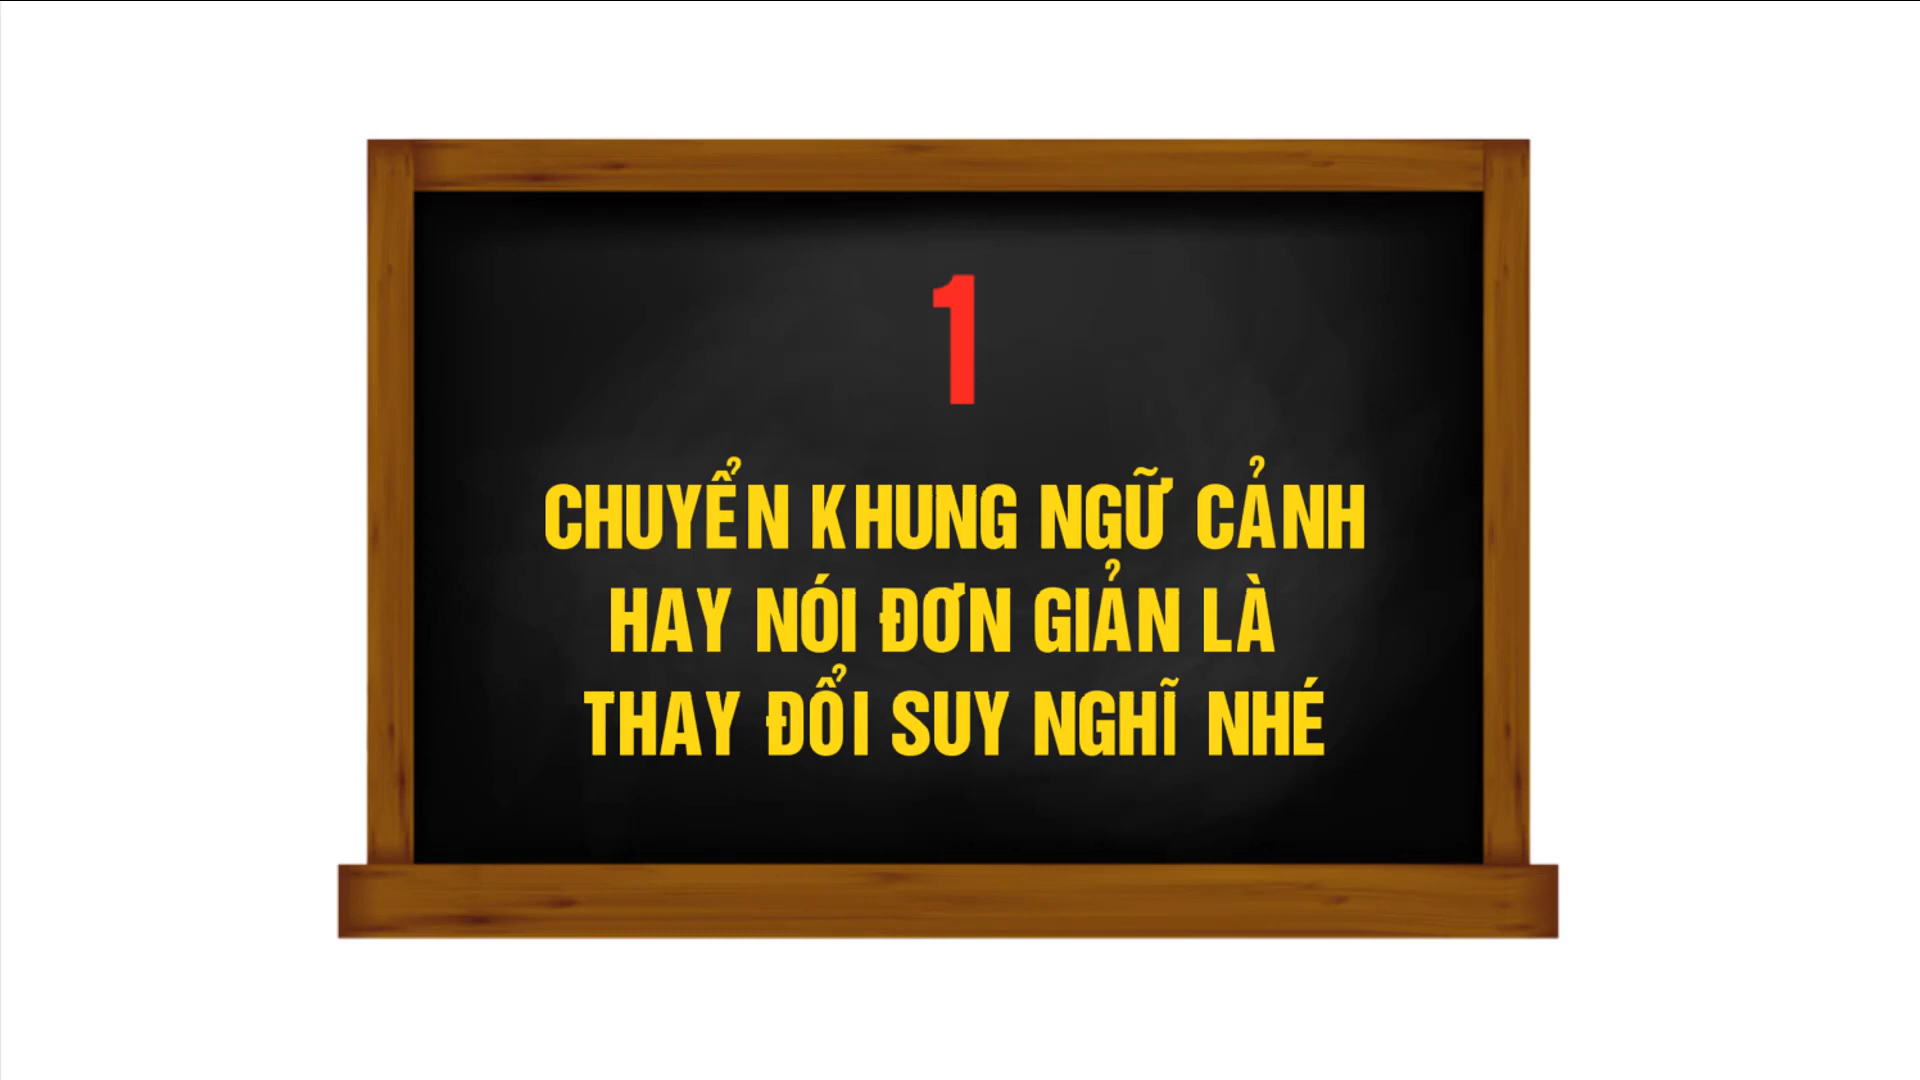 1
CHUYỂN KHUNG NGỮ CẢNH
HAY NÓI ĐƠN GIẢN LÀ
THAY ĐỔI SUY NGHĨ NHÉ